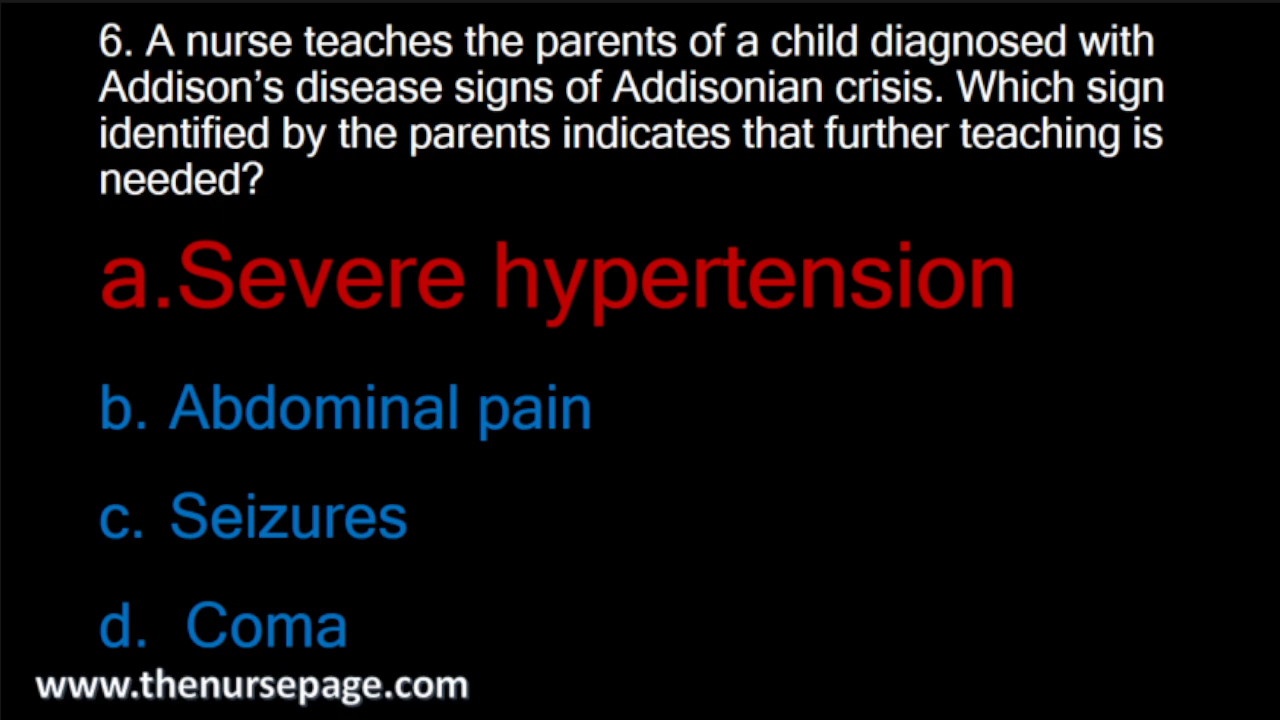 6. A nurse teaches the parents of a child diagnosed with
Addison’s disease signs of Addisonian crisis. Which sign
identified by the parents indicates that further teaching is
needed?
a.Severe hypertension
b. Abdominal pain
c. Seizures
d. Coma
www.thenursepage.com